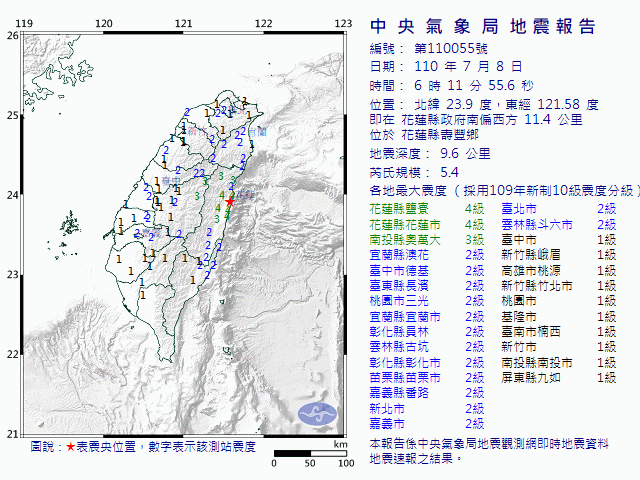 中央氣象局地震報告
編號： 第110055號
日期： 110 年 7 月 8 日
時間： 6 時 11 分 55.6 秒
位置： 北緯 23.9 度，東經 121.58 度
即在 花蓮縣政府南偏西方 11.4 公里
位於 花蓮縣壽豐鄉
地震深度： 9.6 公里
芮氏規模： 5.4
各地最大震度（採用109年新制10級震度分級）
花蓮縣鹽寮 4級 臺北市 2級
花蓮縣花蓮市 4級 雲林縣斗六市 2級
南投縣奧萬大 3級 臺中市 1級
宜蘭縣澳花 2級 新竹縣峨眉 1級
臺中市德基 2級 高雄市桃源 1級
臺東縣長濱 2級 新竹縣竹北市 1級
桃園市三光 2級 桃園市 1級
宜蘭縣宜蘭市 2級 基隆市 1級
彰化縣員林 2級 臺南市楠西 1級
雲林縣古坑 2級 新竹市 1級
彰化縣彰化市 2級 南投縣南投市 1級
苗栗縣苗栗市 2級 屏東縣九如 1級
嘉義縣番路 2級
新北市 2級
嘉義市 2級
本報告係中央氣象局地震觀測網即時地震資料
地震速報之結果。
119 120 121 122 123
26
25
24
23
22
21
宜蘭
臺中
圖說：★表震央位置，數字表示該測站震度
km
0 50 100